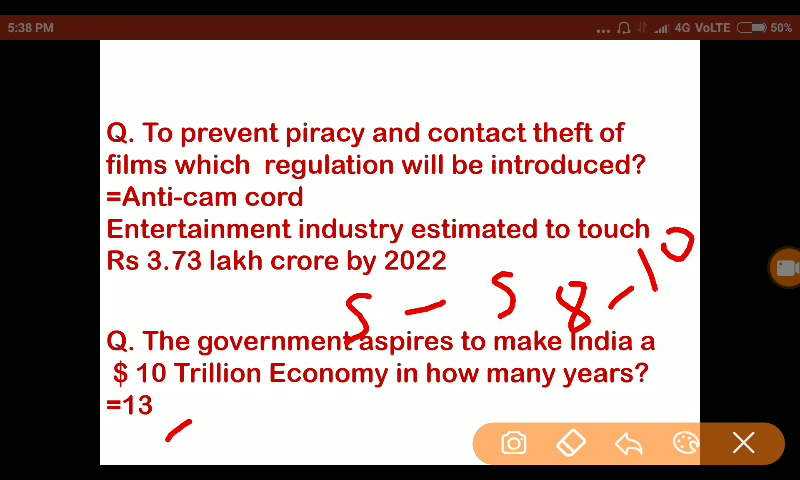 5:38 PM
... 4G VoLTE 50%
Q. To prevent piracy and contact theft of
films which regulation will be introduced?
=Anti-cam cord
Entertainment industry estimated to touch
Rs 3.73 lakh crore by 2022
5 - 5 8-10
Q. The government aspires to make India a
$ 10 Trillion Economy in how many years?
=13